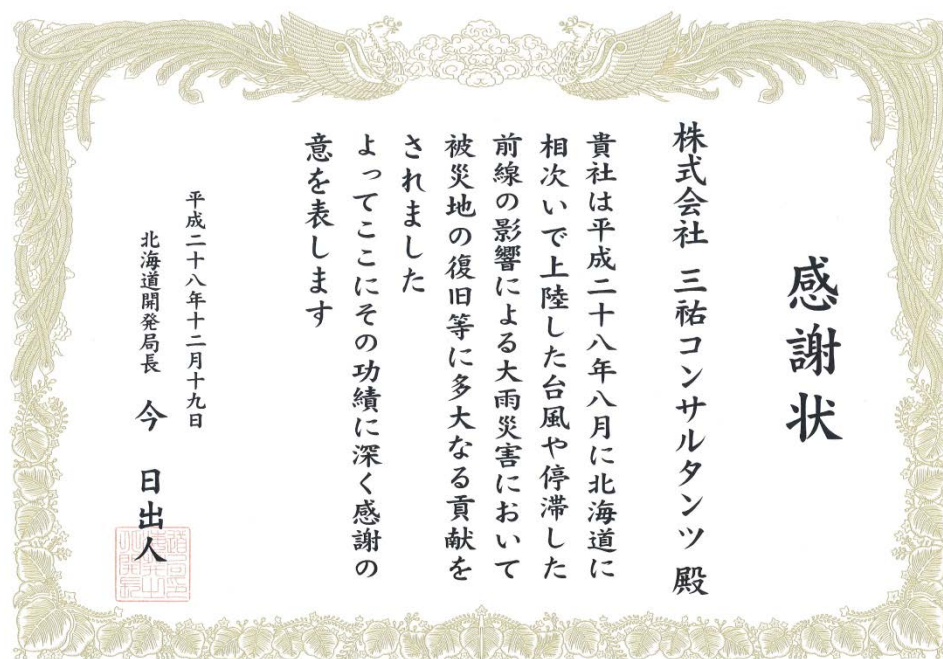 感謝状
株式会社 三祐コンサルタンツ 殿
貴社は平成二十八年八月に北海道に
相次いで上陸した台風や停滞した
前線の影響による大雨災害において
被災地の復旧等に多大なる貢献を
されました
よってここにその功績に深く感謝の
意を表します
平成二十八年十二月十九日
北海道開発局長 今 日出人